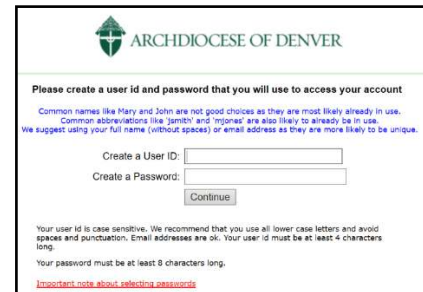 ARCHDIOCESE OF DENVER
Please create a user id and password that you will use to access your account
Common names like Mary and John are not good choices as they are most likely already in use.
Common abbreviations like 'jsmith' and 'mjones' are also likely to already be in use.
We suggest using your full name (without spaces) or email address as they are more likely to be unique.
Create a User ID:
Create a Password:
Continue
Your user id is case sensitive. We recommend that you use all lower case letters and avoid
spaces and punctuation. Email addresses are ok. Your user id must be at least 4 characters
long.
Your password must be at least 8 characters long.
Important note about selecting passwords